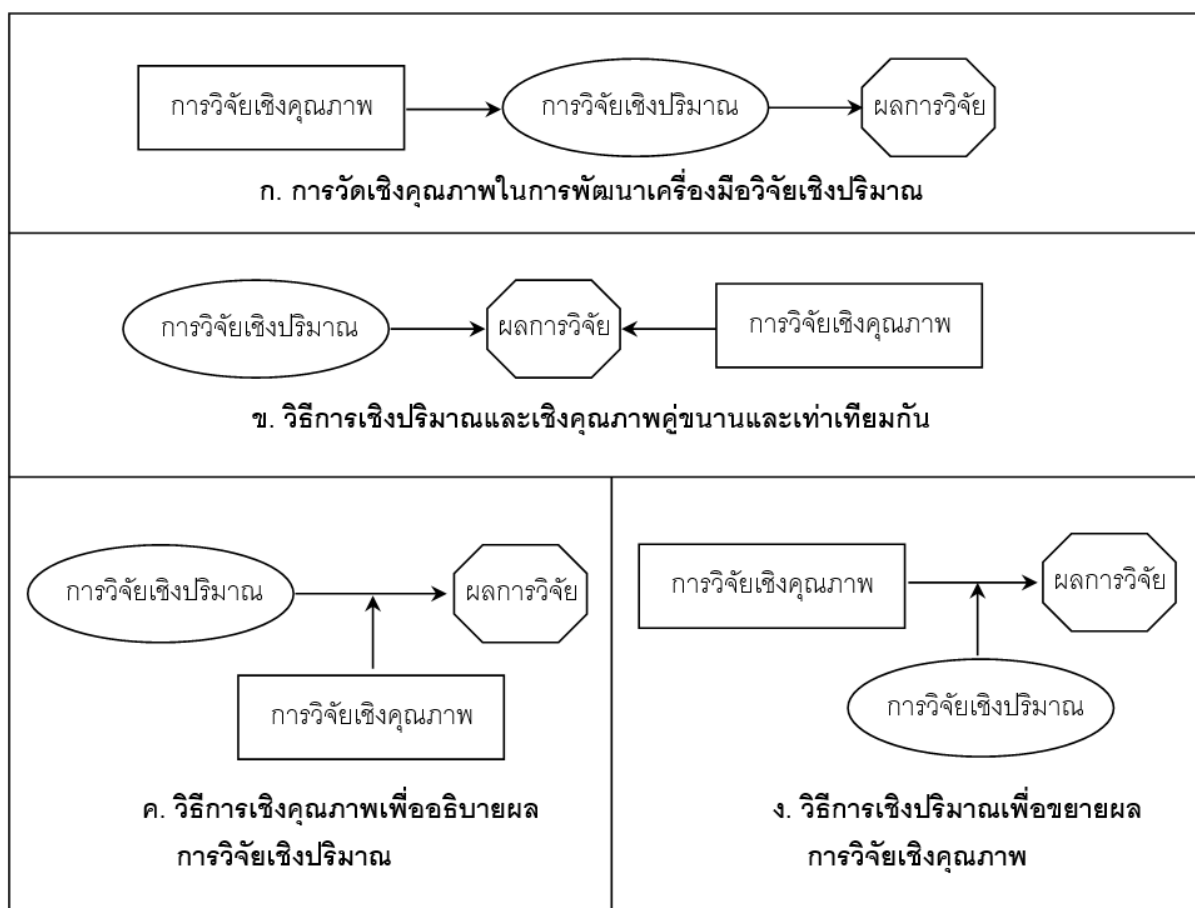 การวิจัยเชิงคุณภาพ
การวิจัยเชิงปริมาณ
ผลการวิจัย
ก. การวัดเชิงคุณภาพในการพัฒนาเครื่องมือวิจัยเชิงปริมาณ
การวิจัยเชิงปริมาณ
ผลการวิจัย
การวิจัยเชิงคุณภาพ
ข. วิธีการเชิงปริมาณและเชิงคุณภาพคู่ขนานและเท่าเทียมกัน
การวิจัยเชิงปริมาณ
ผลการวิจัย
การวิจัยเชิงคุณภาพ
ค. วิธีการเชิงคุณภาพเพื่ออธิบายผล
การวิจัยเชิงปริมาณ
การวิจัยเชิงคุณภาพ
ผลการวิจัย
การวิจัยเชิงปริมาณ
ง. วิธีการเชิงปริมาณเพื่อขยายผล
การวิจัยเชิงคุณภาพ